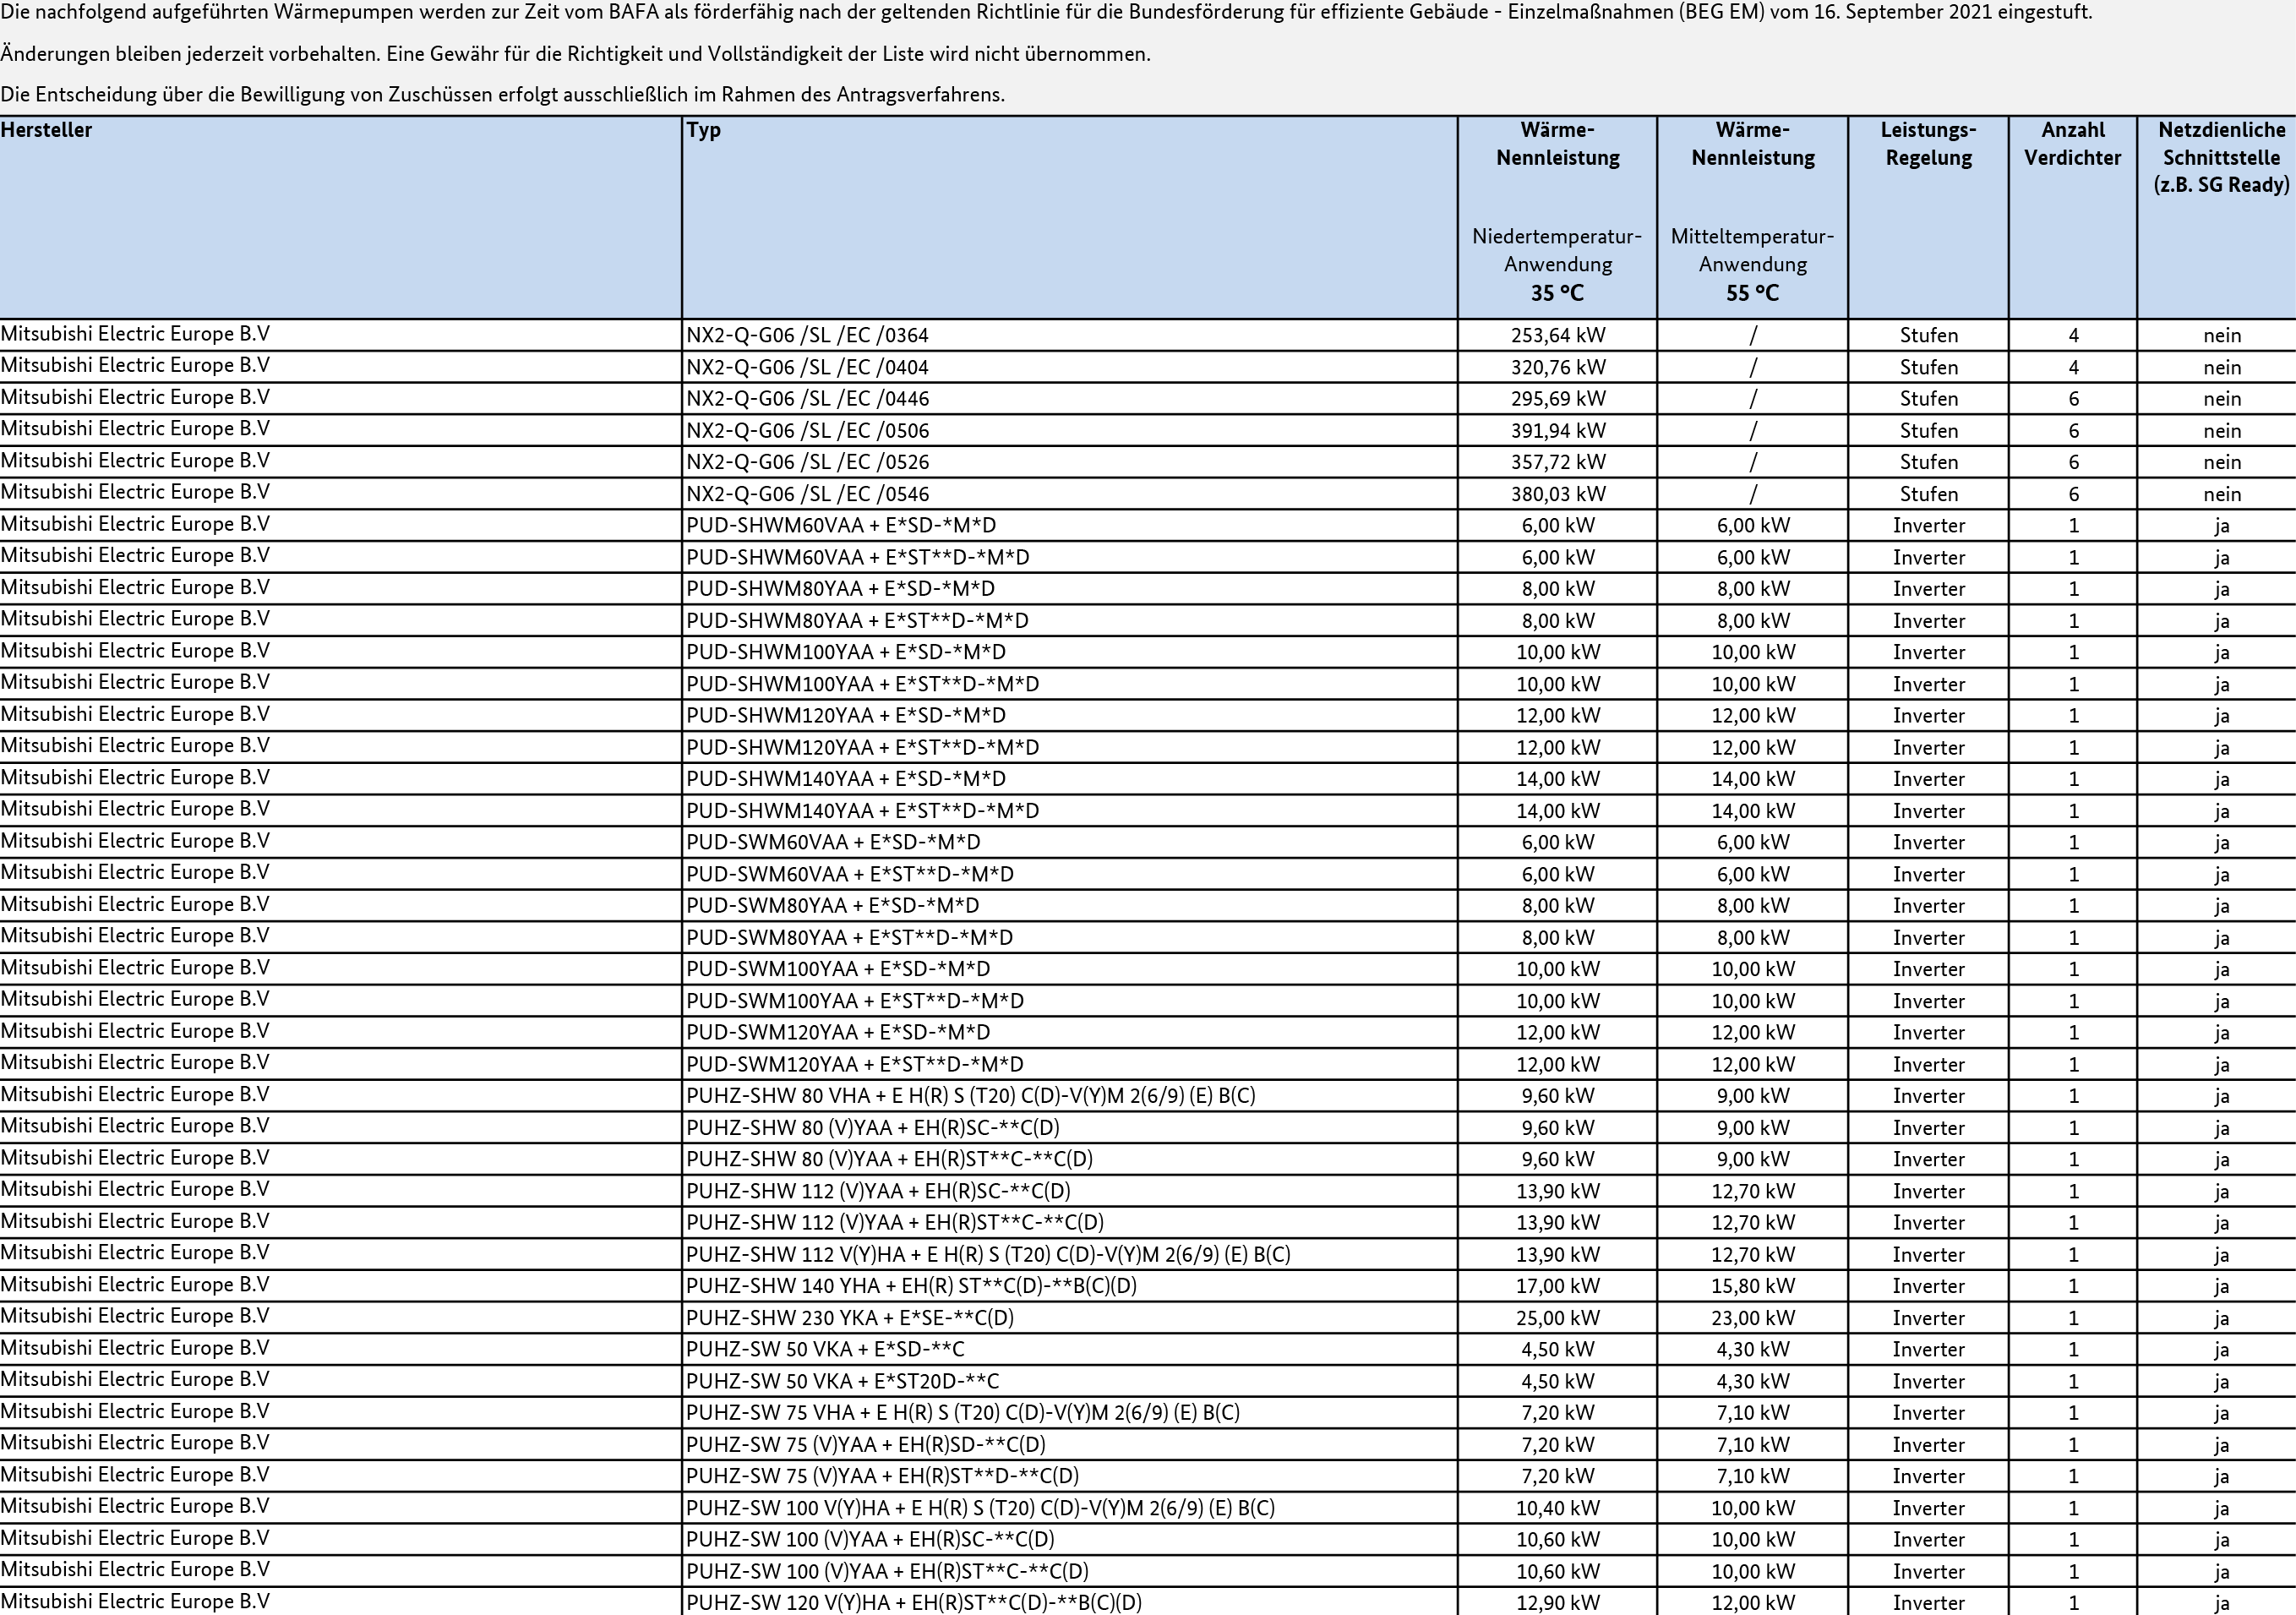 Die nachfolgend aufgeführten Wärmepumpen werden zur Zeit vom BAFA als förderfähig nach der geltenden Richtlinie für die Bundesförderung für effiziente Gebäude - Einzelmaßnahmen (BEG EM) vom 16. September 2021 eingestuft.
Änderungen bleiben jederzeit vorbehalten. Eine Gewähr für die Richtigkeit und Vollständigkeit der Liste wird nicht übernommen.
Die Entscheidung über die Bewilligung von Zuschüssen erfolgt ausschließlich im Rahmen des Antragsverfahrens.
Hersteller Typ Wärme- Wärme- Leistungs- Anzahl Netzdienliche
Nennleistung Nennleistung Regelung Verdichter Schnittstelle
(z.B. SG Ready)
Niedertemperatur- Mitteltemperatur-
Anwendung Anwendung
35 °C 55 °C
Mitsubishi Electric Europe B.V NX2-Q-G06 /SL /EC /0364 253,64 kW / Stufen 4 nein
Mitsubishi Electric Europe B.V NX2-Q-G06 /SL /EC /0404 320,76 kW / Stufen 4 nein
Mitsubishi Electric Europe B.V NX2-Q-G06 /SL /EC /0446 295,69 kW / Stufen 6 nein
Mitsubishi Electric Europe B.V NX2-Q-G06 /SL /EC /0506 391,94 kW / Stufen 6 nein
Mitsubishi Electric Europe B.V NX2-Q-G06 /SL /EC /0526 357,72 kW / Stufen 6 nein
Mitsubishi Electric Europe B.V NX2-Q-G06 /SL /EC /0546 380,03 kW / Stufen 6 nein
Mitsubishi Electric Europe B.V PUD-SHWM60VAA + E*SD-*M*D 6,00 kW 6,00 kW Inverter 1 ja
Mitsubishi Electric Europe B.V PUD-SHWM60VAA + E*ST**D-*M*D 6,00 kW 6,00 kW Inverter 1 ja
Mitsubishi Electric Europe B.V PUD-SHWM80YAA + E*SD-*M*D 8,00 kW 8,00 kW Inverter 1 ja
Mitsubishi Electric Europe B.V PUD-SHWM80YAA + E*ST**D-*M*D 8,00 kW 8,00 kW Inverter 1 ja
Mitsubishi Electric Europe B.V PUD-SHWM100YAA + E*SD-*M*D 10,00 kW 10,00 kW Inverter 1 ja
Mitsubishi Electric Europe B.V PUD-SHWM100YAA + E*ST**D-*M*D 10,00 kW 10,00 kW Inverter 1 ja
Mitsubishi Electric Europe B.V PUD-SHWM120YAA + E*SD-*M*D 12,00 kW 12,00 kW Inverter 1 ja
Mitsubishi Electric Europe B.V PUD-SHWM120YAA + E*ST**D-*M*D 12,00 kW 12,00 kW Inverter 1 ja
Mitsubishi Electric Europe B.V PUD-SHWM140YAA + E*SD-*M*D 14,00 kW 14,00 kW Inverter 1 ja
Mitsubishi Electric Europe B.V PUD-SHWM140YAA + E*ST**D-*M*D 14,00 kW 14,00 kW Inverter 1 ja
Mitsubishi Electric Europe B.V PUD-SWM60VAA + E*SD-*M*D 6,00 kW 6,00 kW Inverter 1 ja
Mitsubishi Electric Europe B.V PUD-SWM60VAA + E*ST**D-*M*D 6,00 kW 6,00 kW Inverter 1 ja
Mitsubishi Electric Europe B.V PUD-SWM80YAA + E*SD-*M*D 8,00 kW 8,00 kW Inverter 1 ja
Mitsubishi Electric Europe B.V PUD-SWM80YAA + E*ST**D-*M*D 8,00 kW 8,00 kW Inverter 1 ja
Mitsubishi Electric Europe B.V PUD-SWM100YAA + E*SD-*M*D 10,00 kW 10,00 kW Inverter 1 ja
Mitsubishi Electric Europe B.V PUD-SWM100YAA + E*ST**D-*M*D 10,00 kW 10,00 kW Inverter 1 ja
Mitsubishi Electric Europe B.V PUD-SWM120YAA + E*SD-*M*D 12,00 kW 12,00 kW Inverter 1 ja
Mitsubishi Electric Europe B.V PUD-SWM120YAA + E*ST**D-*M*D 12,00 kW 12,00 kW Inverter 1 ja
Mitsubishi Electric Europe B.V PUHZ-SHW 80 VHA + E H(R) S (T20) C(D)-V(Y)M 2(6/9) (E) B(C) 9,60 kW 9,00 kW Inverter 1 ja
Mitsubishi Electric Europe B.V PUHZ-SHW 80 (V)YAA + EH(R)SC-**C(D) 9,60 kW 9,00 kW Inverter 1 ja
Mitsubishi Electric Europe B.V PUHZ-SHW 80 (V)YAA + EH(R)ST**C-**C(D) 9,60 kW 9,00 kW Inverter 1 ja
Mitsubishi Electric Europe B.V PUHZ-SHW 112 (V)YAA + EH(R)SC-**C(D) 13,90 kW 12,70 kW Inverter 1 ja
Mitsubishi Electric Europe B.V PUHZ-SHW 112 (V)YAA + EH(R)ST**C-**C(D) 13,90 kW 12,70 kW Inverter 1 ja
Mitsubishi Electric Europe B.V PUHZ-SHW 112 V(Y)HA + E H(R) S (T20) C(D)-V(Y)M 2(6/9) (E) B(C) 13,90 kW 12,70 kW Inverter 1 ja
Mitsubishi Electric Europe B.V PUHZ-SHW 140 YHA + EH(R) ST**C(D)-**B(C)(D) 17,00 kW 15,80 kW Inverter 1 ja
Mitsubishi Electric Europe B.V PUHZ-SHW 230 YKA + E*SE-**C(D) 25,00 kW 23,00 kW Inverter 1 ja
Mitsubishi Electric Europe B.V PUHZ-SW 50 VKA + E*SD-**C 4,50 kW 4,30 kW Inverter 1 ja
Mitsubishi Electric Europe B.V PUHZ-SW 50 VKA + E*ST20D-**C 4,50 kW 4,30 kW Inverter 1 ja
Mitsubishi Electric Europe B.V PUHZ-SW 75 VHA + E H(R) S (T20) C(D)-V(Y)M 2(6/9) (E) B(C) 7,20 kW 7,10 kW Inverter 1 ja
Mitsubishi Electric Europe B.V PUHZ-SW 75 (V)YAA + EH(R)SD-**C(D) 7,20 kW 7,10 kW Inverter 1 ja
Mitsubishi Electric Europe B.V PUHZ-SW 75 (V)YAA + EH(R)ST**D-**C(D) 7,20 kW 7,10 kW Inverter 1 ja
Mitsubishi Electric Europe B.V PUHZ-SW 100 V(Y)HA + E H(R) S (T20) C(D)-V(Y)M 2(6/9) (E) B(C) 10,40 kW 10,00 kW Inverter 1 ja
Mitsubishi Electric Europe B.V PUHZ-SW 100 (V)YAA + EH(R)SC-**C(D) 10,60 kW 10,00 kW Inverter 1 ja
Mitsubishi Electric Europe B.V PUHZ-SW 100 (V)YAA + EH(R)ST**C-**C(D) 10,60 kW 10,00 kW Inverter 1 ja
Mitsubishi Electric Europe B.V PUHZ-SW 120 V(Y)HA + EH(R)ST**C(D)-**B(C)(D) 12,90 kW 12,00 kW Inverter 1 ja